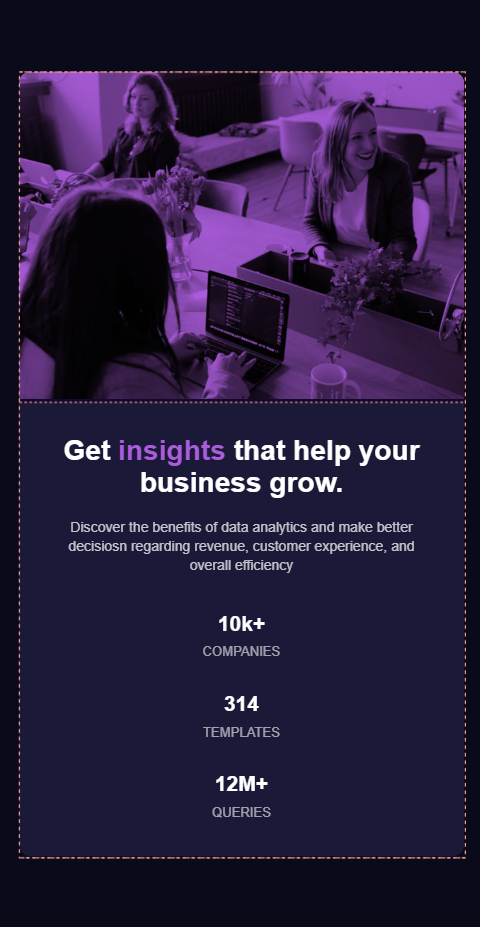 Get insights that help your
business grow.
Discover the benefits of data analytics and make better
decisiosn regarding revenue, customer experience, and
overall efficiency
10k+
COMPANIES
314
TEMPLATES
12M+
QUERIES